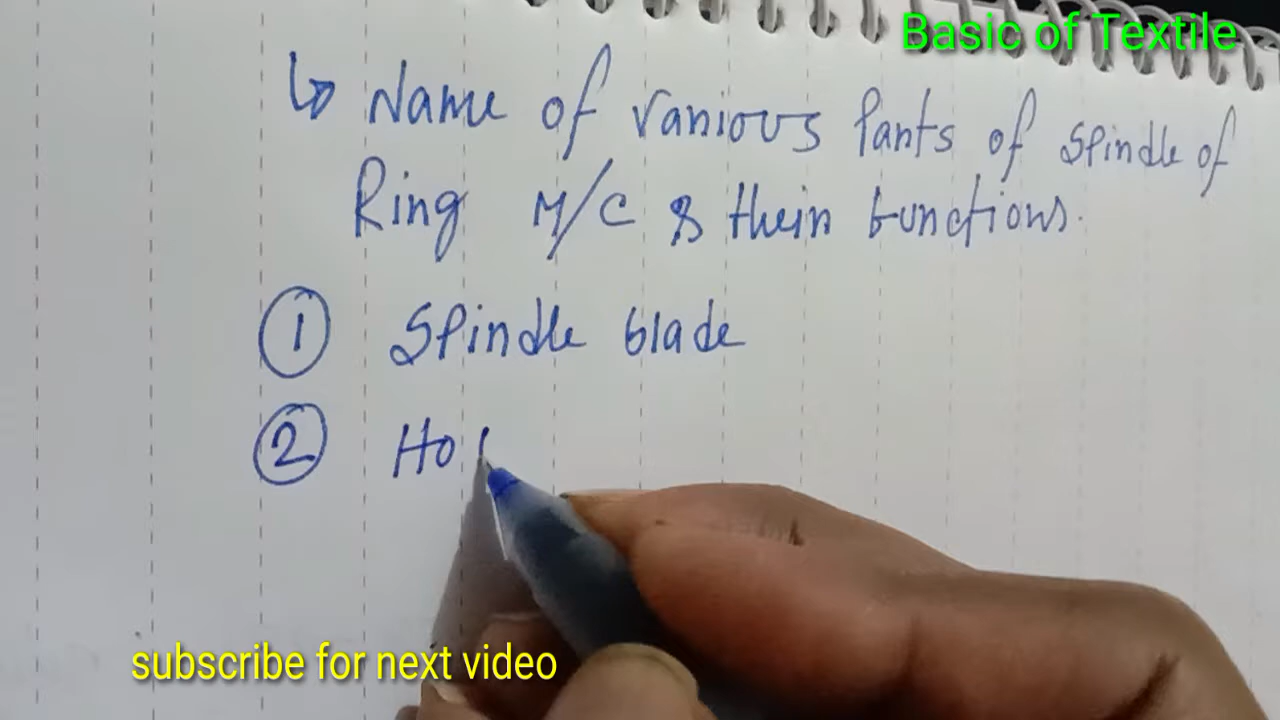 Basic of Textile
↳ Name of various Parts of Spindle of
Ring M/C & their functions.
① Spindle blade
② Ho
subscribe for next video